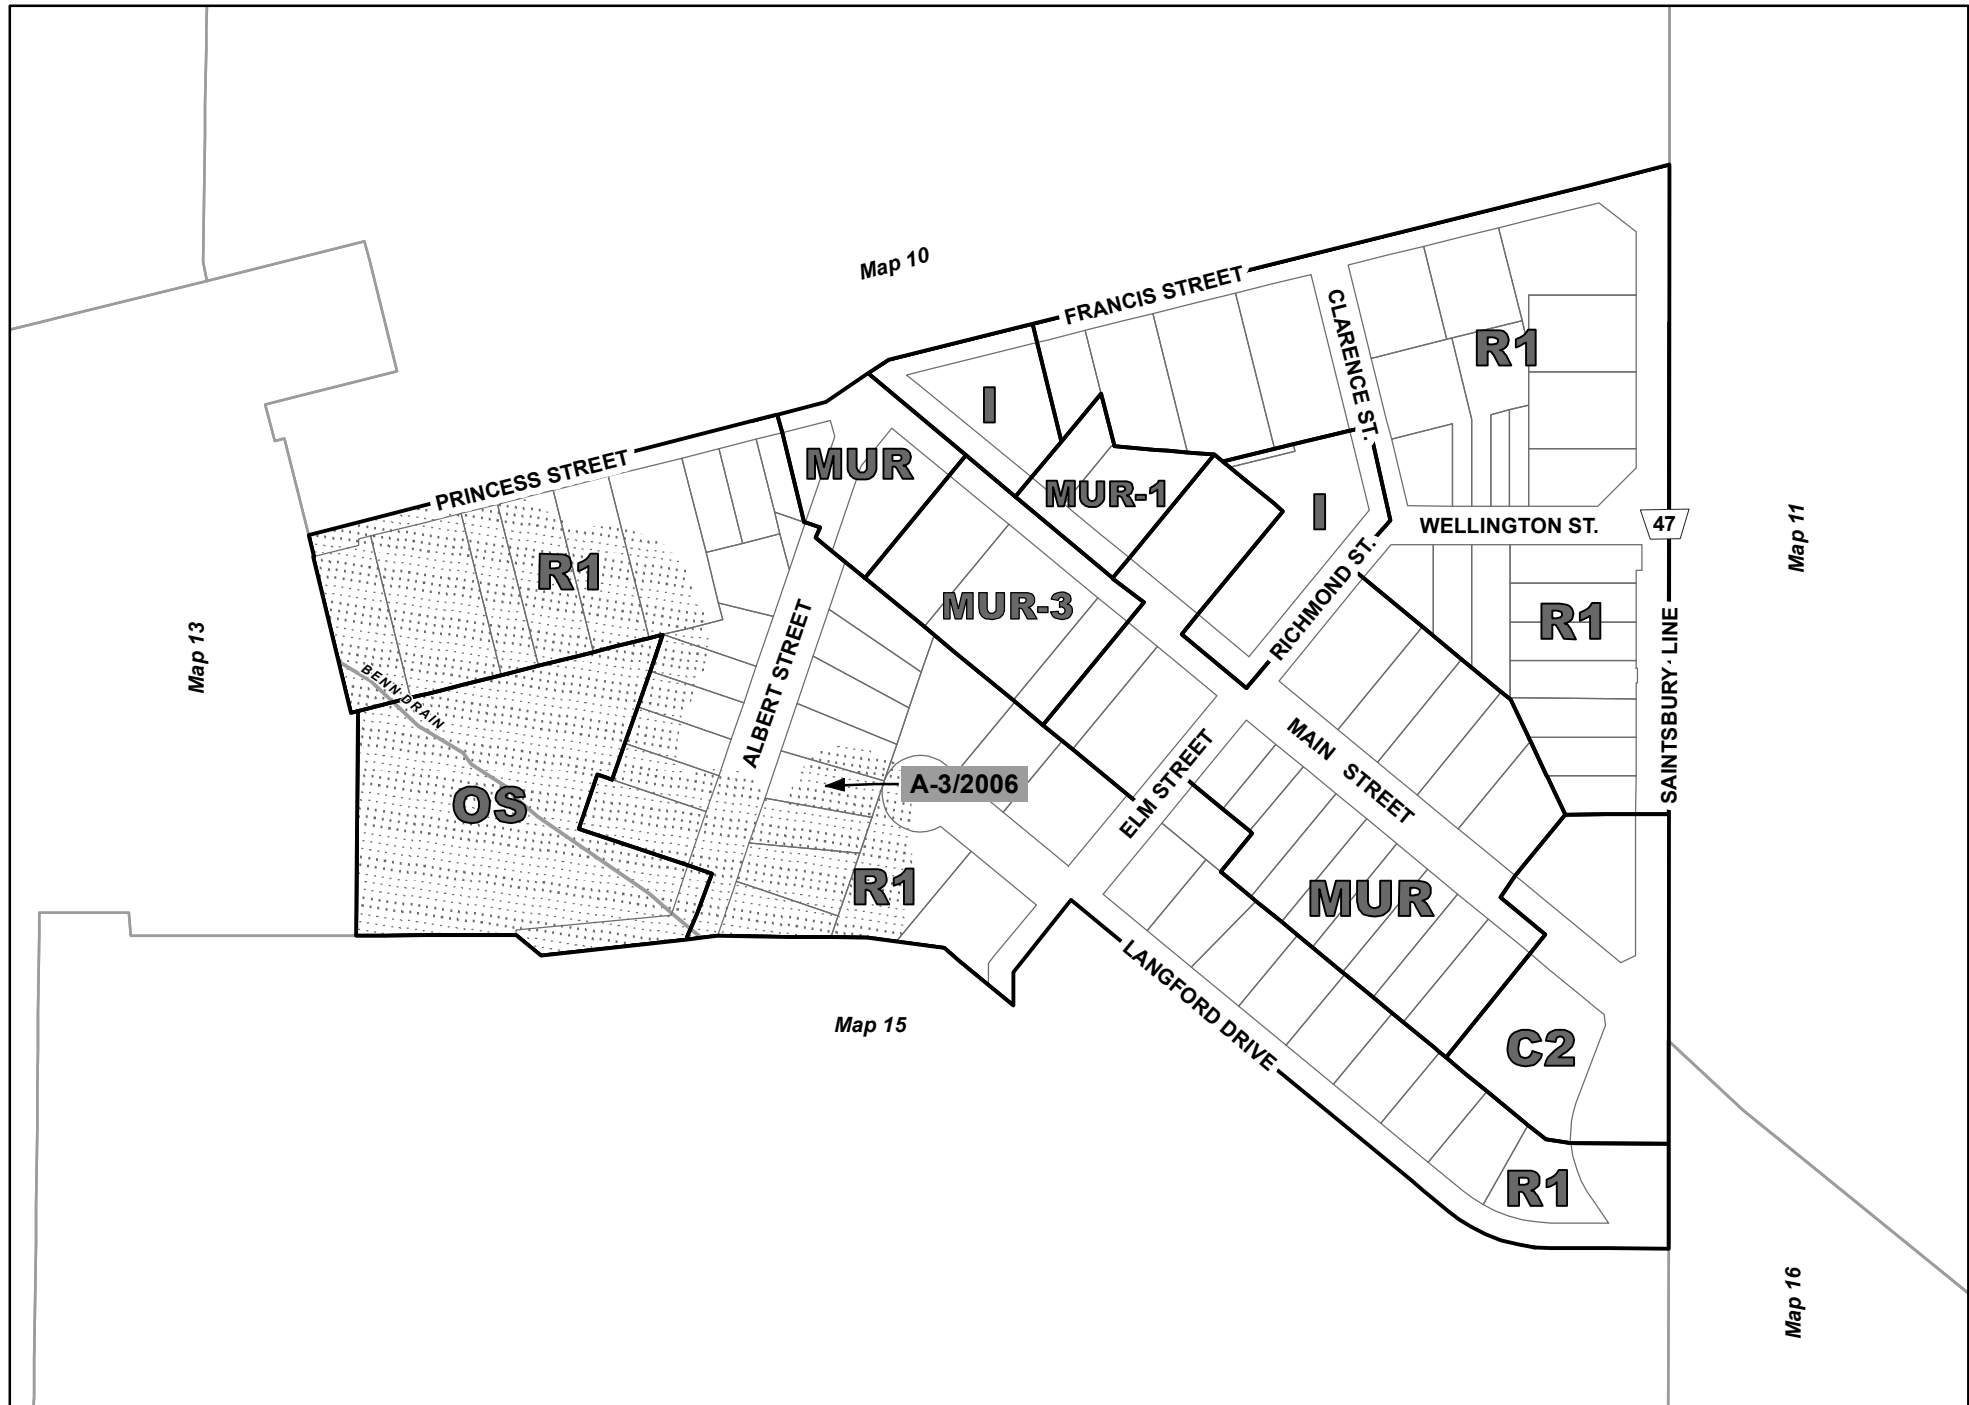 Map 10
FRANCIS STREET
CLARENCE ST.
R1
I
MUR
PRINCESS STREET
MUR-1
I
WELLINGTON ST.
47
Map 11
R1
MUR-3
RICHMOND ST.
R1
Map 13
BENN DRAIN
ALBERT STREET
SAINTSBURY LINE
MAIN STREET
ELM STREET
A-3/2006
OS
R1
MUR
LANGFORD DRIVE
Map 15
C2
R1
Map 16